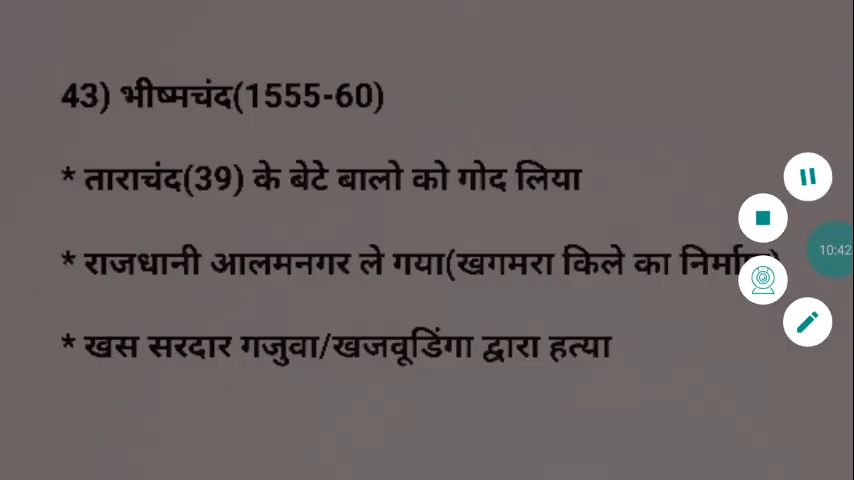 43) भीष्मचंद(1555-60)
* ताराचंद(39) के बेटे बालो को गोद लिया
* राजधानी आलमनगर ले गया(खगमरा किले का
* खस सरदार गजुवा/खजवूडिंगा द्वारा हत्या
10:42